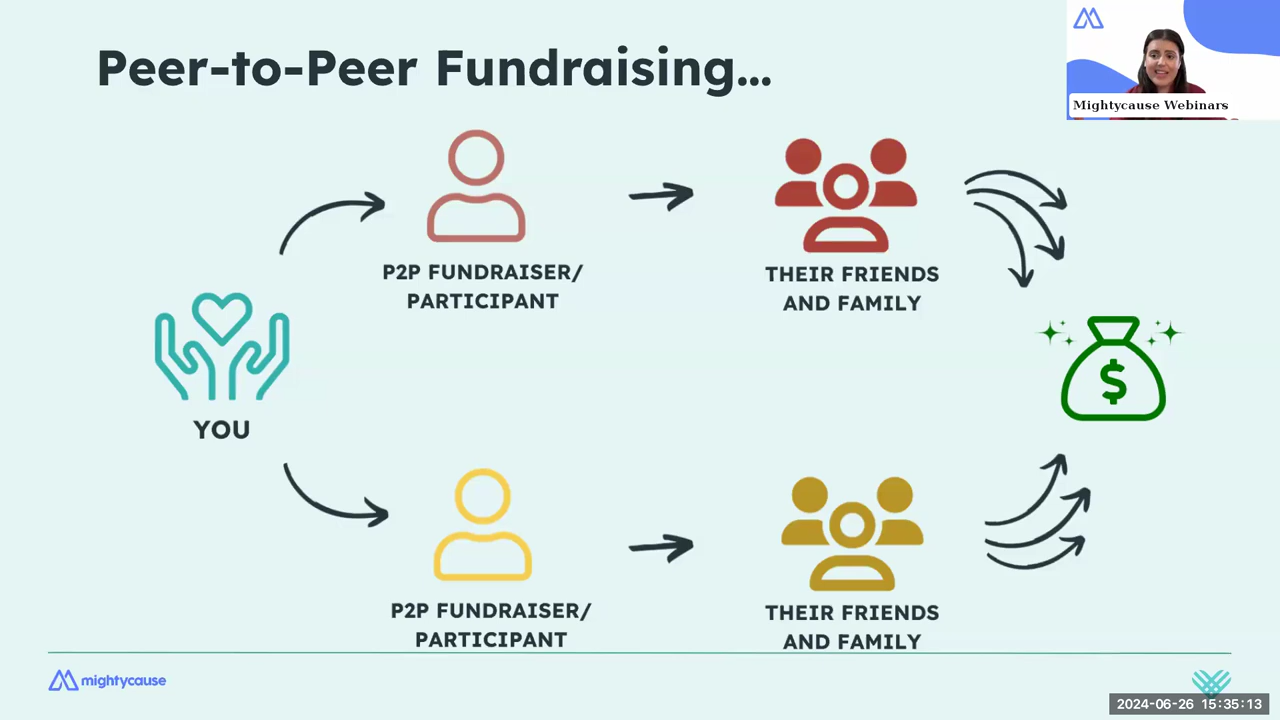 Peer-to-Peer Fundraising...
Mightycause Webinars
P2P FUNDRAISER/
PARTICIPANT
THEIR FRIENDS
AND FAMILY
YOU
$
P2P FUNDRAISER/
PARTICIPANT
THEIR FRIENDS
AND FAMILY
mightycause
2024-06-26 15:35:13